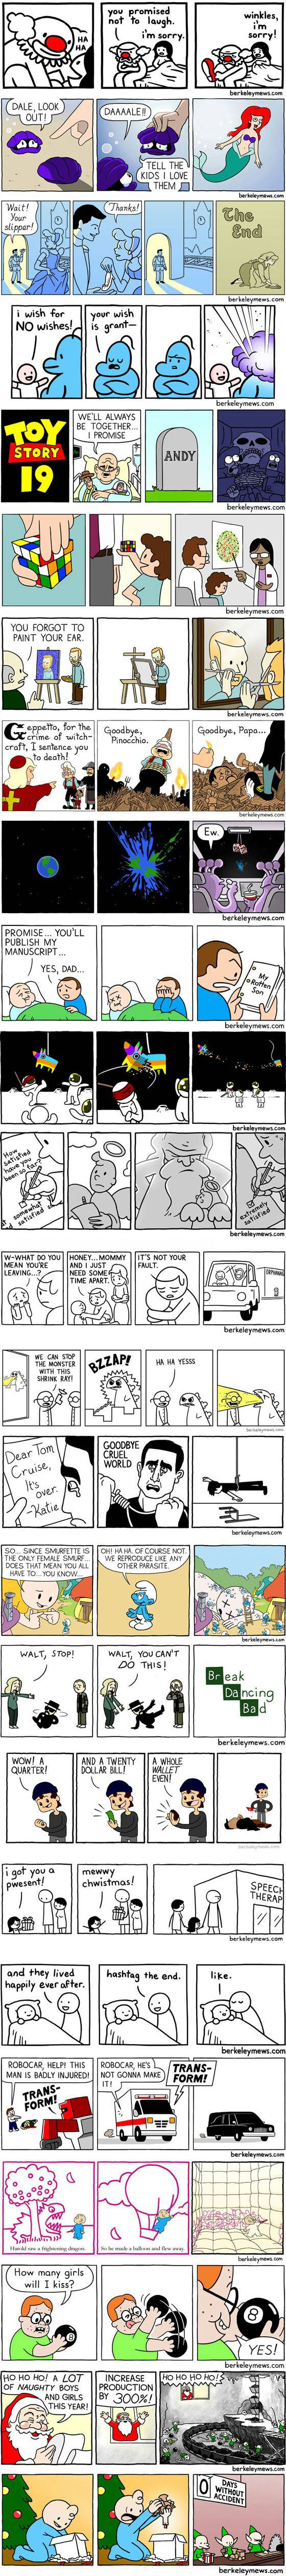 HA
HA
you promised
not to laugh.
i'm sorry.
winkles,
i'm
sorry!
berkeleymews.com
DALE, LOOK
OUT!
DAAAALE!!
TELL THE
KIDS I LOVE
THEM
berkeleymews.com
Wait!
Your
slipper!
Thanks!
The
End
berkeleymews.com
i wish for
NO wishes!
your wish
is grant—
berkeleymews.com
TOY
STORY
19
WE'LL ALWAYS
BE TOGETHER...
I PROMISE
ANDY
berkeleymews.com
berkeleymews.com
YOU FORGOT TO
PAINT YOUR EAR.
berkeleymews.com
Geppetto, for the
crime of witch-
craft, I sentence you
to death!
Goodbye,
Pinocchio.
Goodbye, Papa...
berkeleymews.com
Ew.
berkeleymews.com
PROMISE... YOU'LL
PUBLISH MY
MANUSCRIPT...
YES, DAD...
My
Rotten
Son
berkeleymews.com
berkeleymews.com
How
satisfied
have you
been so far?
somewhat
satisfied
extremely
satisfied
berkeleymews.com
W-WHAT DO YOU
MEAN YOU'RE
LEAVING...?
HONEY...MOMMY
AND I JUST
NEED SOME
TIME APART.
IT'S NOT YOUR
FAULT.
berkeleymews.com
WE CAN STOP
THE MONSTER
WITH THIS
SHRINK RAY!
BZZZAP!
HA HA YESSS
berkeleymews.com
Dear Tom
Cruise,
It's
over.
-Katie
GOODBYE
CRUEL
WORLD
berkeleymews.com
SO... SINCE SMURFETTE IS
THE ONLY FEMALE SMURF...
DOES THAT MEAN YOU ALL
HAVE TO...YOU KNOW...
OH! HA HA. OF COURSE NOT.
WE REPRODUCE LIKE ANY
OTHER PARASITE.
berkeleymews.com
WALT, STOP!
WALT, YOU CAN'T
DO THIS!
Break
Dancing
Bad
berkeleymews.com
WOW! A
QUARTER!
AND A TWENTY
DOLLAR BILL!
A WHOLE
WALLET
EVEN!
berkeleymews.com
i got you a
pwesent!
mewwy
chwistmas!
SPEECH
THERAP
berkeleymews.com
and they lived
happily ever after.
hashtag the end.
like.
berkeleymews.com
ROBOCAR, HELP! THIS
MAN IS BADLY INJURED!
TRANS-
FORM!
ROBOCAR, HE'S
NOT GONNA MAKE
IT!
TRANS-
FORM!
berkeleymews.com
Harold saw a frightening dragon.
So he made a balloon and flew away.
berkeleymews.com
How many girls
will I kiss?
8
8
YES!
berkeleymews.com
HO HO HO! A LOT
OF NAUGHTY BOYS
AND GIRLS
THIS YEAR!
INCREASE
PRODUCTION
BY 300%!
HO HO HO HO!
berkeleymews.com
0
DAYS
WITHOUT
ACCIDENT
berkeleymews.com